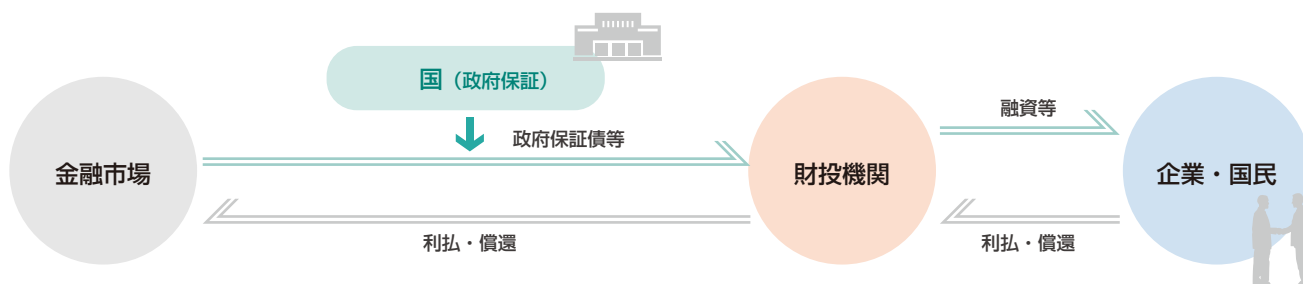 国（政府保証）
金融市場
政府保証債等
財投機関
融資等
企業・国民
利払・償還
利払・償還